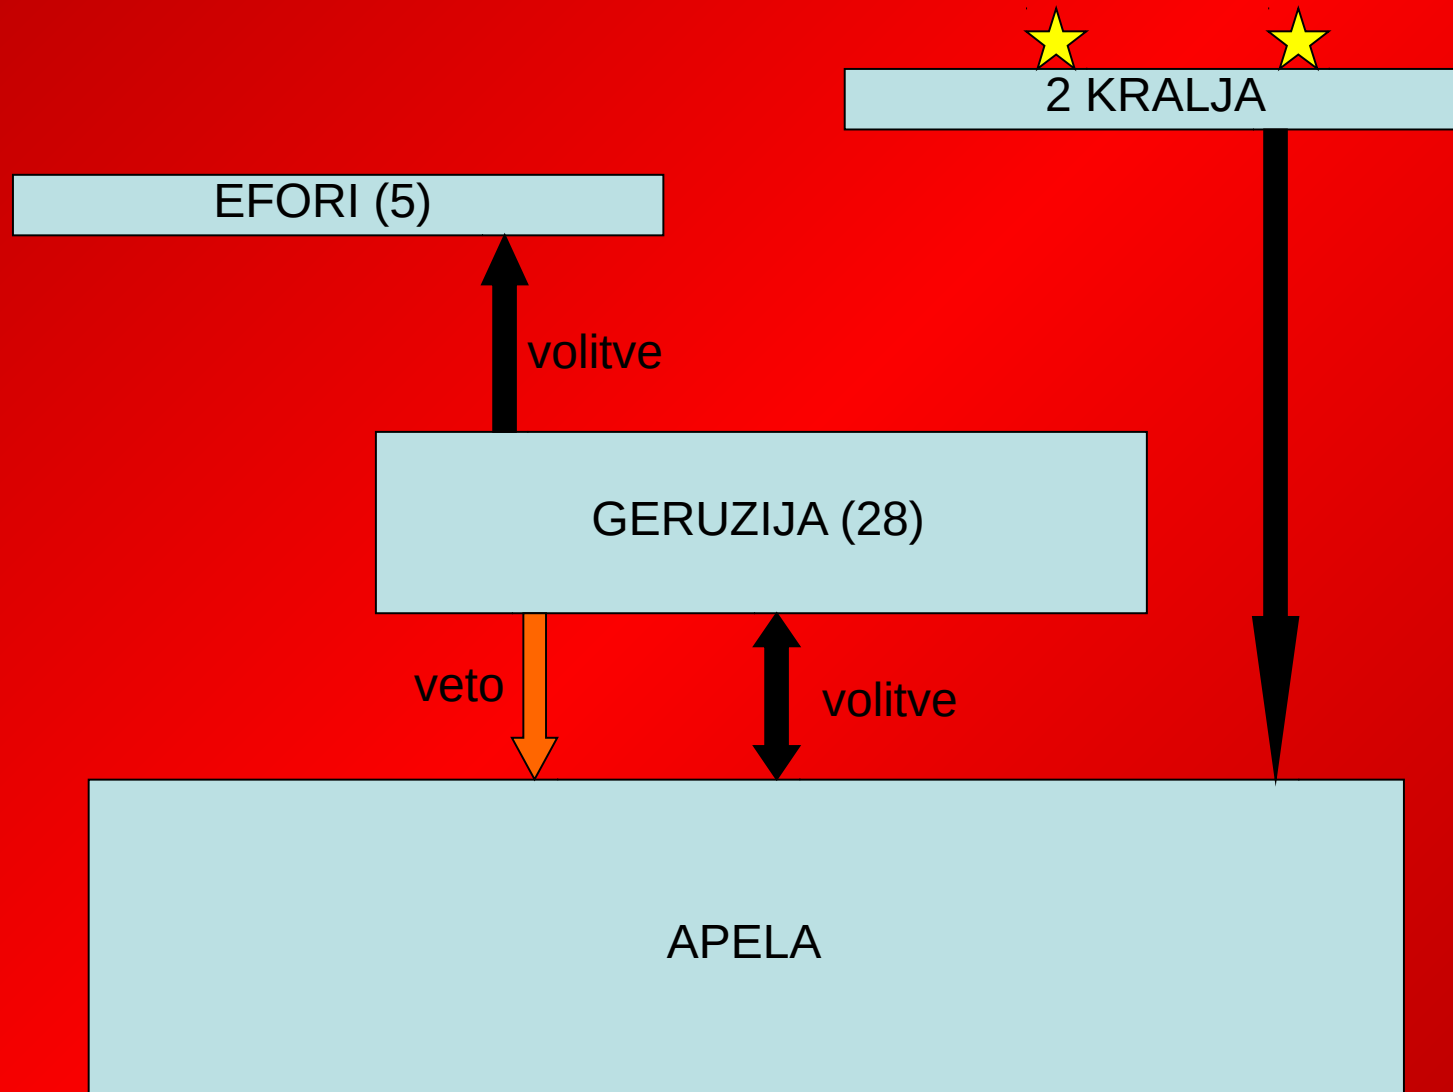 2 KRALJA
EFORI (5)
volitve
GERUZIJA (28)
veto
volitve
APELA